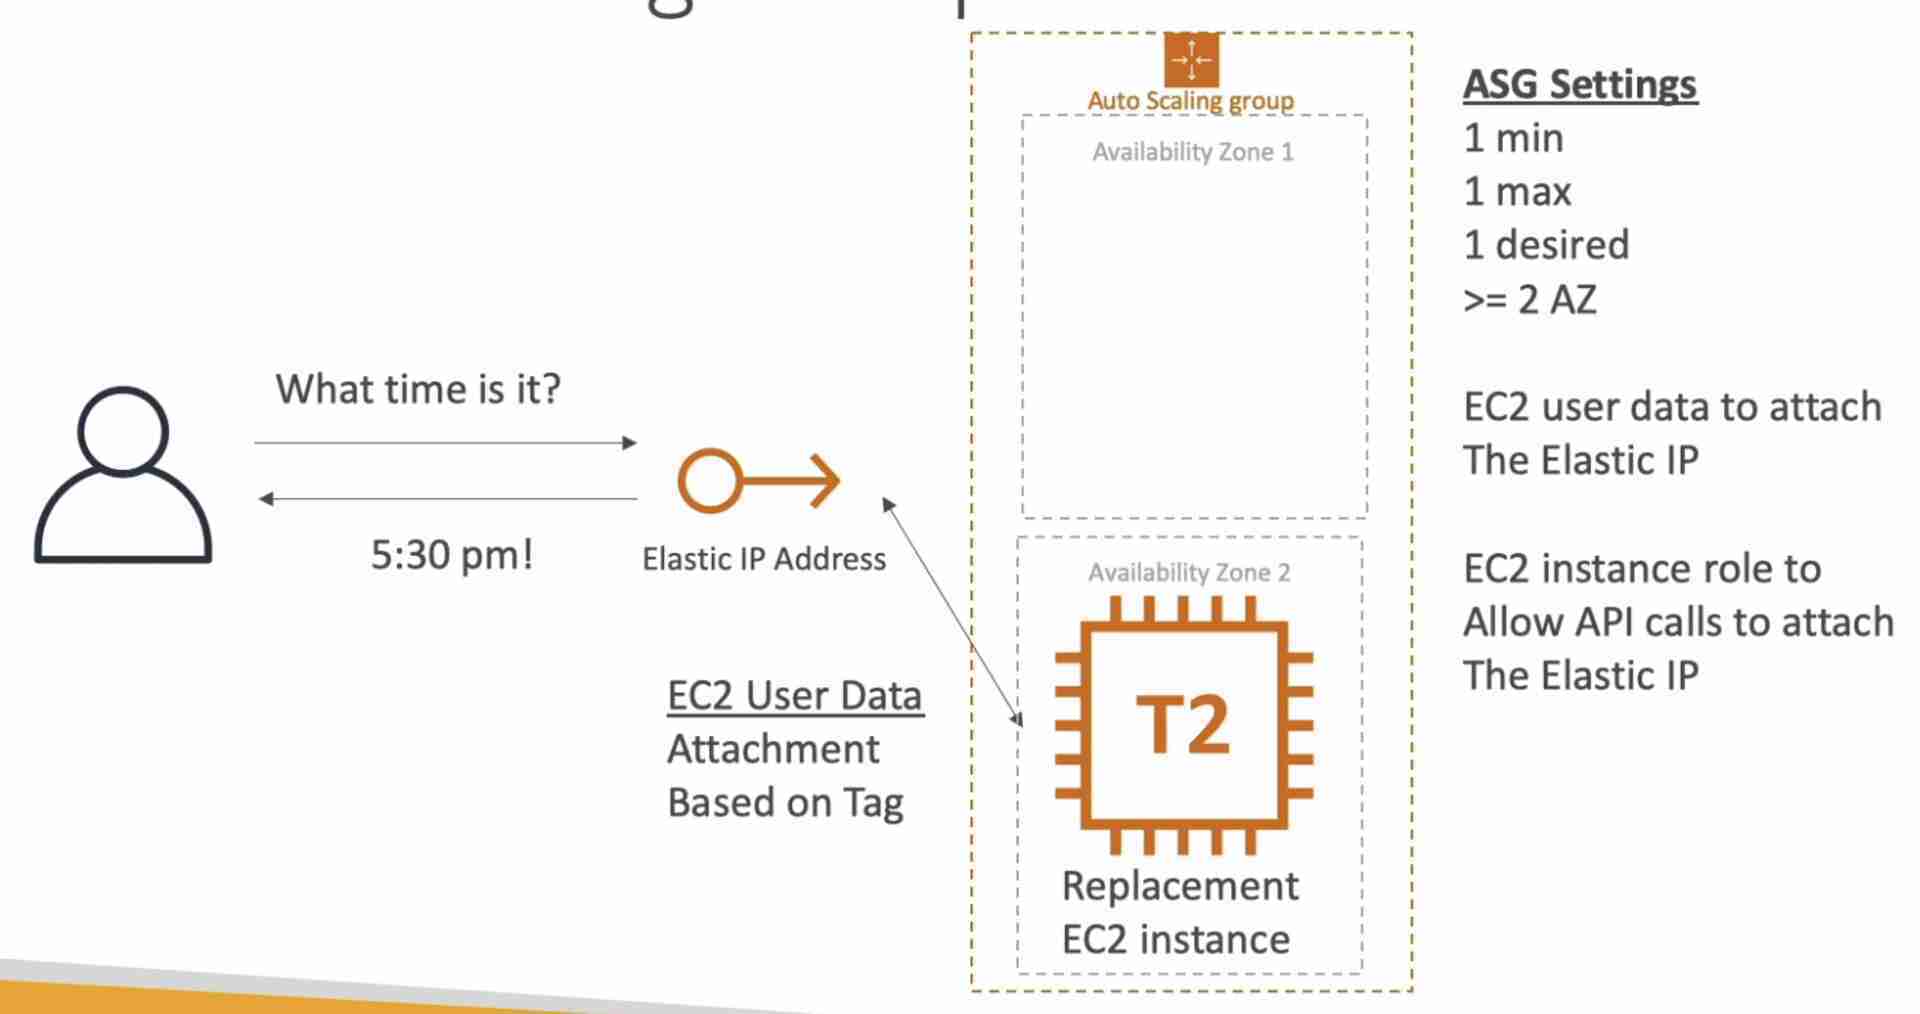 What time is it?
5:30 pm!
Elastic IP Address
EC2 User Data
Attachment
Based on Tag
Auto Scaling group
Availability Zone 1
Availability Zone 2
T2
Replacement
EC2 instance
ASG Settings
1 min
1 max
1 desired
>= 2 AZ
EC2 user data to attach
The Elastic IP
EC2 instance role to
Allow API calls to attach
The Elastic IP